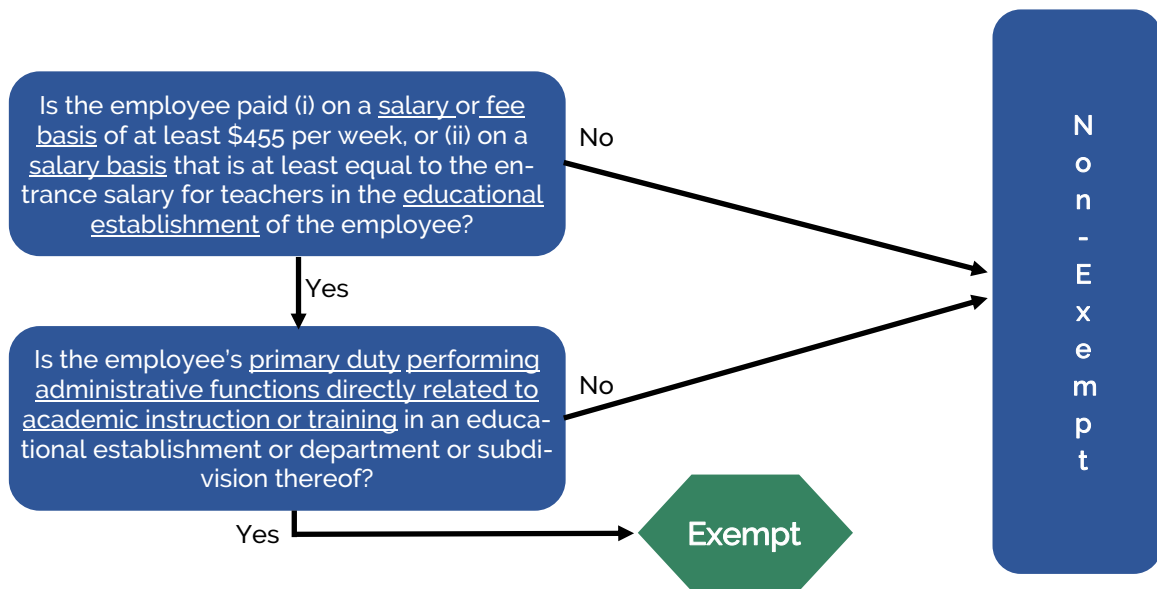 Is the employee paid (i) on a salary or fee
basis of at least $455 per week, or (ii) on a
salary basis that is at least equal to the en-
trance salary for teachers in the educational
establishment of the employee?
No
Yes
Is the employee’s primary duty performing
administrative functions directly related to
academic instruction or training in an educa-
tional establishment or department or subdi-
vision thereof?
No
Yes
Exempt
Non-Exempt